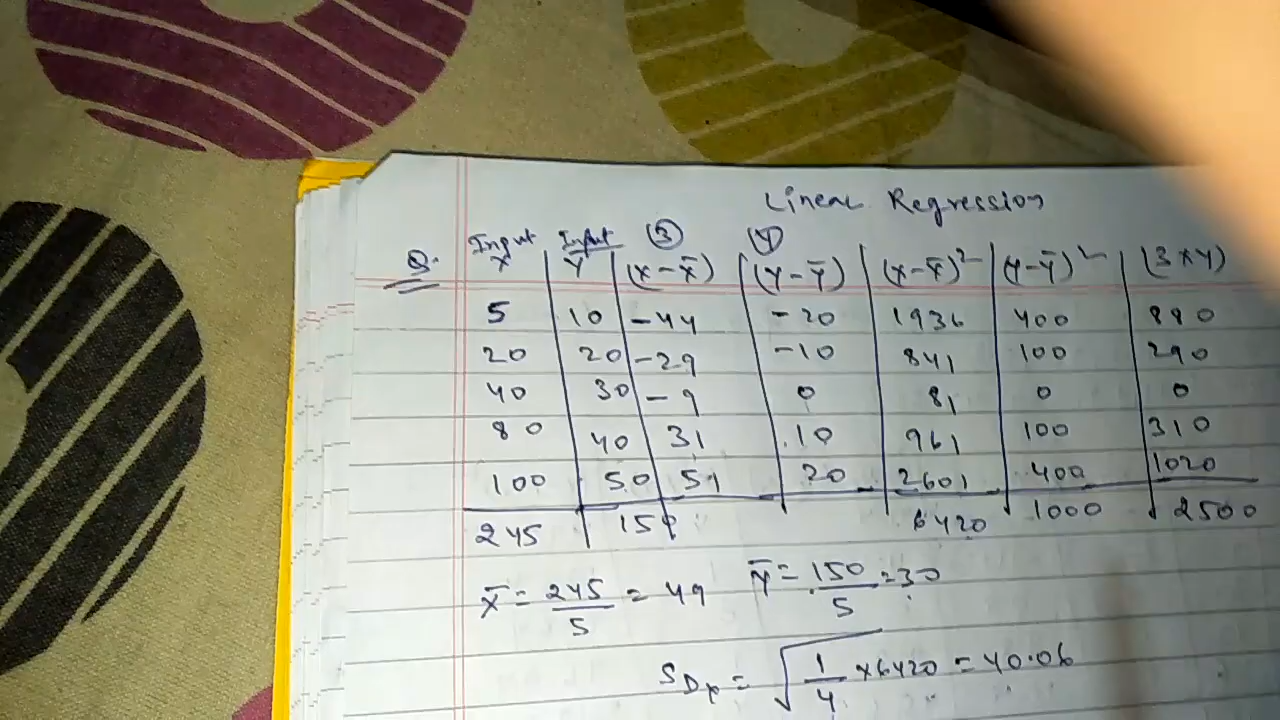 Linear Regression
Input Input ③ ④
Q. X Y (X-X̄) (Y-Ȳ) (X-X̄)² (Y-Ȳ)² (3×4)
5 10 -44 -20 1936 400 880
20 20 -29 -10 841 100 290
40 30 -9 0 81 0 0
80 40 31 10 961 100 310
100 50 51 20 2601 400 1020
245 150 6420 1000 2500
X̄ = 245/5 = 49 Ȳ = 150/5 = 30
SDx = √(1/4 × 6420) = 40.06